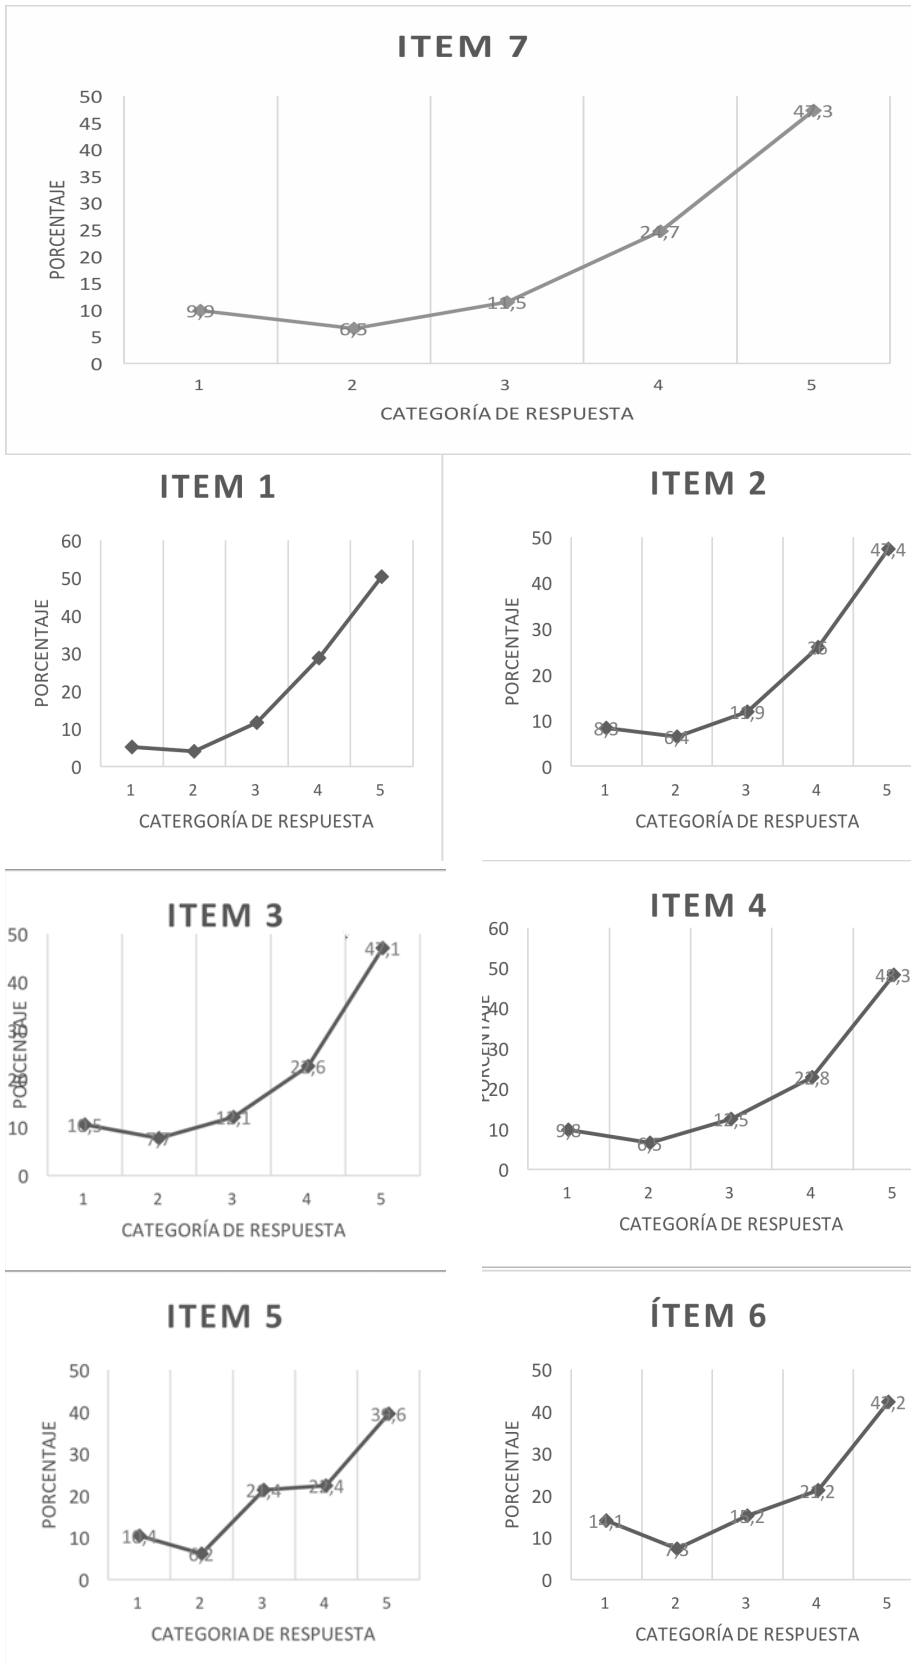 ITEM 7
50
45
40
35
30
25
20
15
10
5
0
PORCENTAJE
9,9
6,5
11,5
24,7
47,3
1 2 3 4 5
CATEGORÍA DE RESPUESTA
ITEM 1
60
50
40
30
20
10
0
PORCENTAJE
1 2 3 4 5
CATERGORÍA DE RESPUESTA
ITEM 2
50
40
30
20
10
0
PORCENTAJE
8,3
6,4
11,9
26
47,4
1 2 3 4 5
CATEGORÍA DE RESPUESTA
ITEM 3
50
40
30
20
10
0
PORCENTAJE
10,5
7,7
12,1
22,6
47,1
1 2 3 4 5
CATEGORÍA DE RESPUESTA
ITEM 4
60
50
40
30
20
10
0
PORCENTAJE
9,8
6,5
12,5
22,8
48,3
1 2 3 4 5
CATEGORÍA DE RESPUESTA
ITEM 5
50
40
30
20
10
0
PORCENTAJE
10,4
6,2
21,4
22,4
39,6
1 2 3 4 5
CATEGORIA DE RESPUESTA
ÍTEM 6
50
40
30
20
10
0
PORCENTAJE
14,1
7,3
15,2
21,2
42,2
1 2 3 4 5
CATEGORÍA DE RESPUESTA